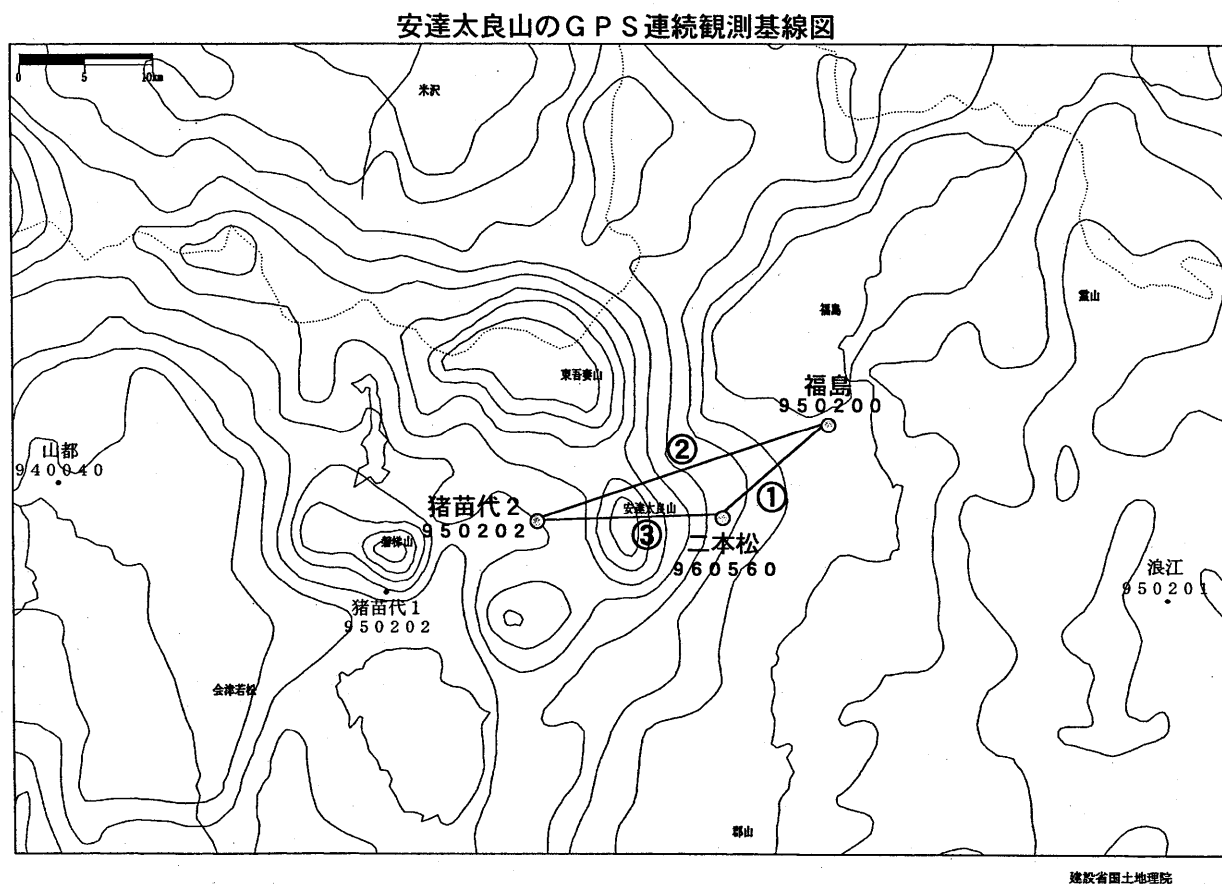 安達太良山のGPS連続観測基線図
0 5 10km
米沢
霊山
福島
東吾妻山
福島
950200
②
山都
940040
①
猪苗代2
950202
安達太良山
③
二本松
960560
磐梯山
浪江
950201
猪苗代1
950202
会津若松
郡山
建設省国土地理院